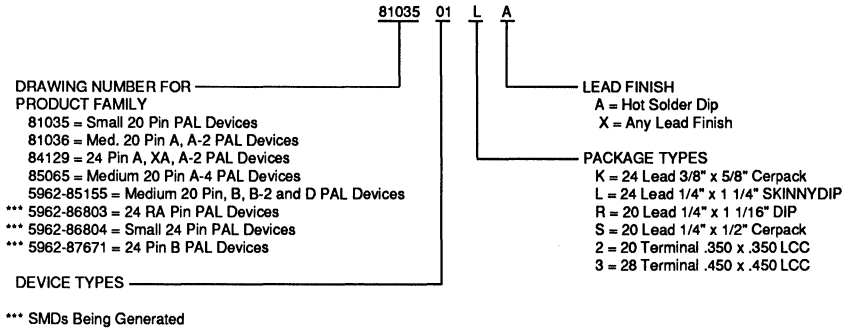 81035 01 L A
DRAWING NUMBER FOR
PRODUCT FAMILY
81035 = Small 20 Pin PAL Devices
81036 = Med. 20 Pin A, A-2 PAL Devices
84129 = 24 Pin A, XA, A-2 PAL Devices
85065 = Medium 20 Pin A-4 PAL Devices
5962-85155 = Medium 20 Pin, B, B-2 and D PAL Devices
*** 5962-86803 = 24 RA Pin PAL Devices
*** 5962-86804 = Small 24 Pin PAL Devices
*** 5962-87671 = 24 Pin B PAL Devices
DEVICE TYPES
*** SMDs Being Generated
LEAD FINISH
A = Hot Solder Dip
X = Any Lead Finish
PACKAGE TYPES
K = 24 Lead 3/8" x 5/8" Cerpack
L = 24 Lead 1/4" x 1 1/4" SKINNYDIP
R = 20 Lead 1/4" x 1 1/16" DIP
S = 20 Lead 1/4" x 1/2" Cerpack
2 = 20 Terminal .350 x .350 LCC
3 = 28 Terminal .450 x .450 LCC